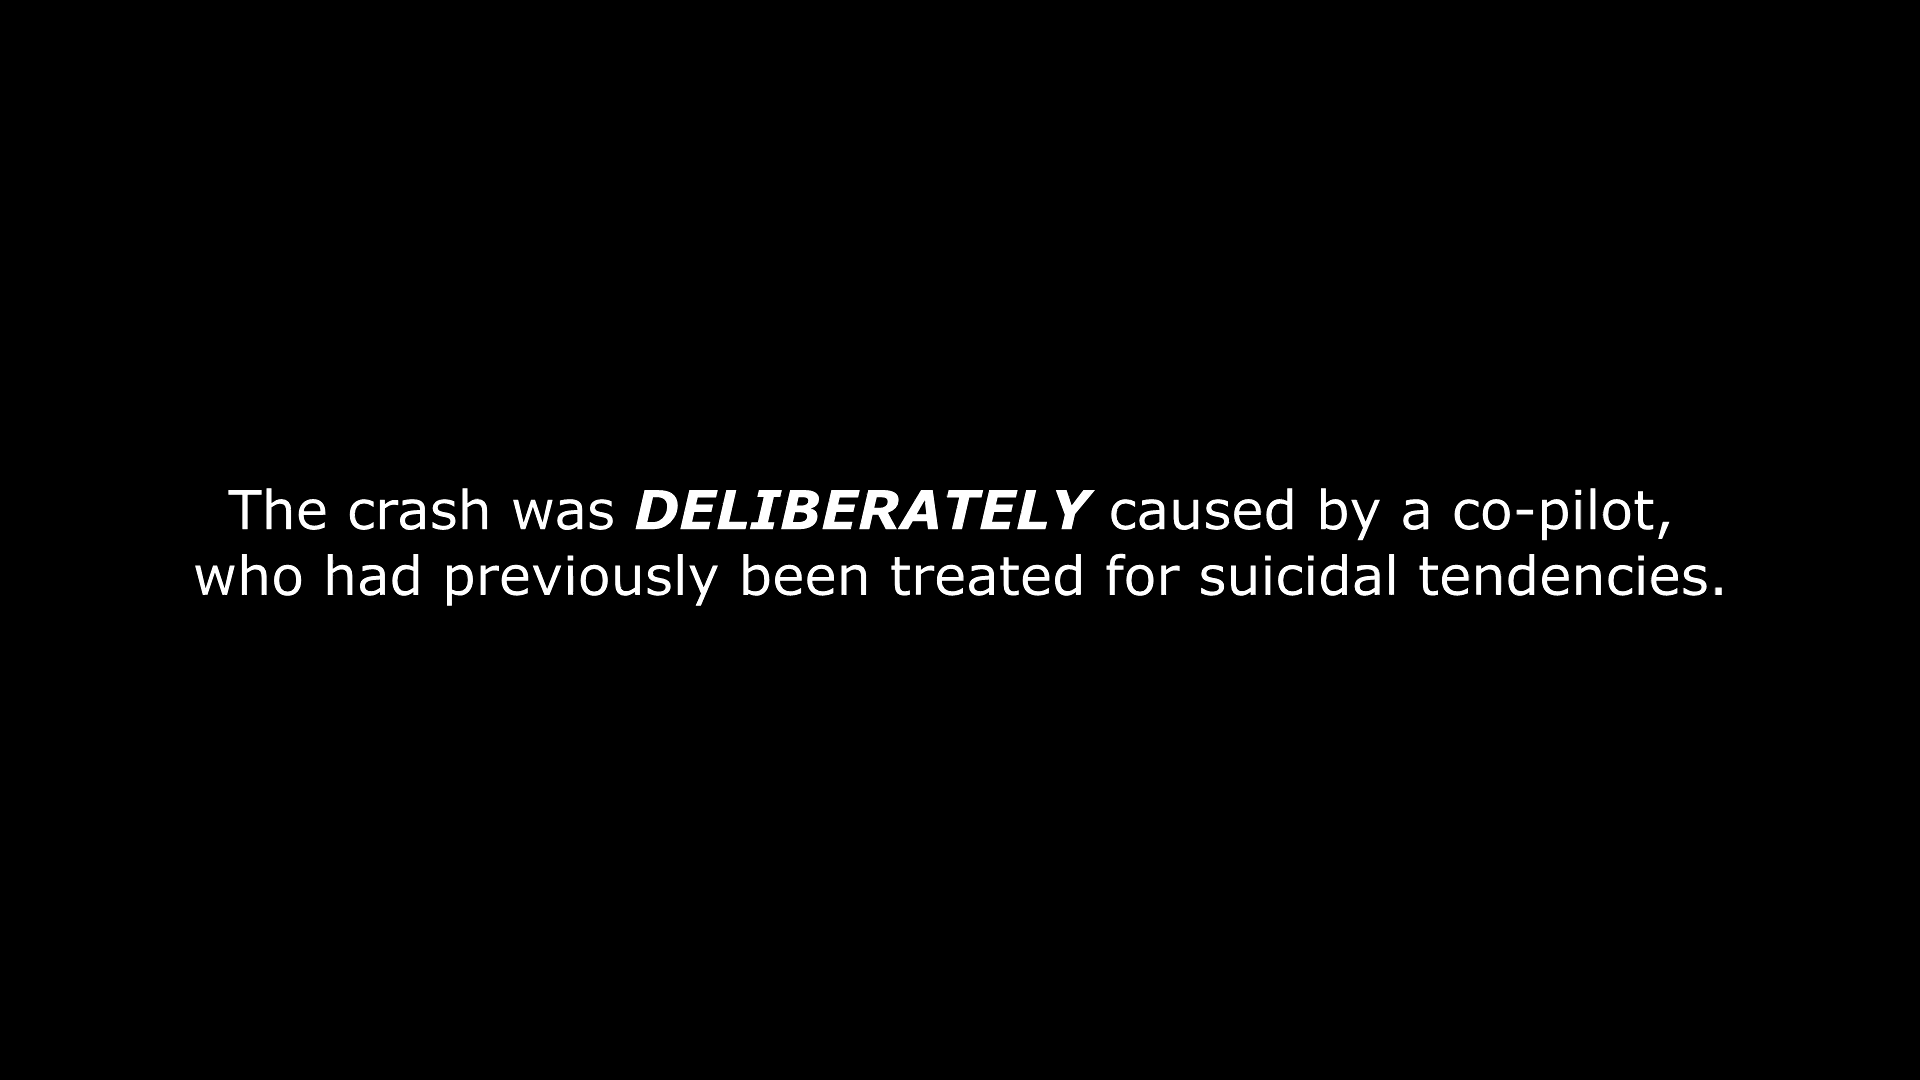 The crash was DELIBERATELY caused by a co-pilot,
who had previously been treated for suicidal tendencies.